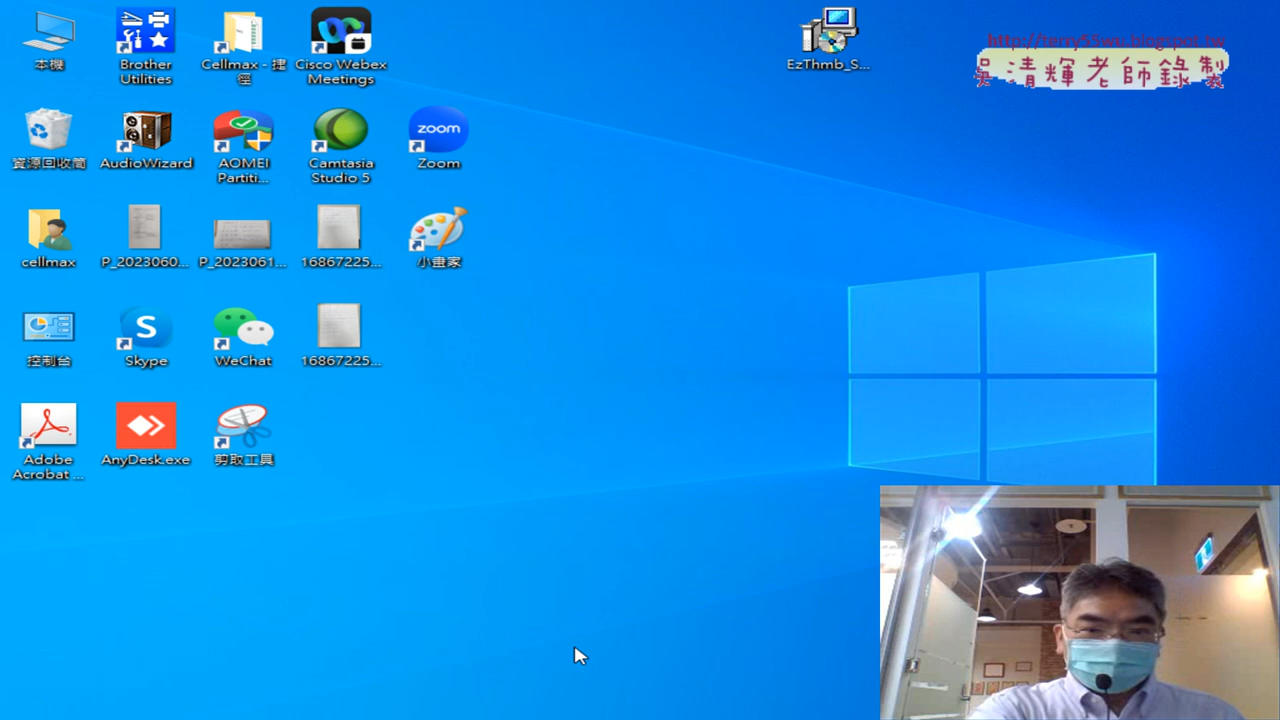 本機
Brother
Utilities
Cellmax - 捷
徑
Cisco Webex
Meetings
EzThmb_S...
http://terry55wu.blogspot.tw
吳清輝老師錄製
資源回收筒
AudioWizard
AOMEI
Partiti...
Camtasia
Studio 5
zoom
Zoom
cellmax
P_2023060...
P_2023061...
16867225...
小畫家
控制台
S
Skype
WeChat
16867225...
Adobe
Acrobat ...
AnyDesk.exe
剪取工具